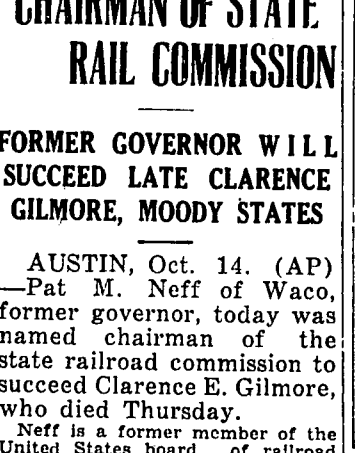 CHAIRMAN OF STATE
RAIL COMMISSION
FORMER GOVERNOR WILL
SUCCEED LATE CLARENCE
GILMORE, MOODY STATES
AUSTIN, Oct. 14. (AP)
—Pat M. Neff of Waco,
former governor, today was
named chairman of the
state railroad commission to
succeed Clarence E. Gilmore,
who died Thursday.
Neff is a former member of the
United States board of railroad